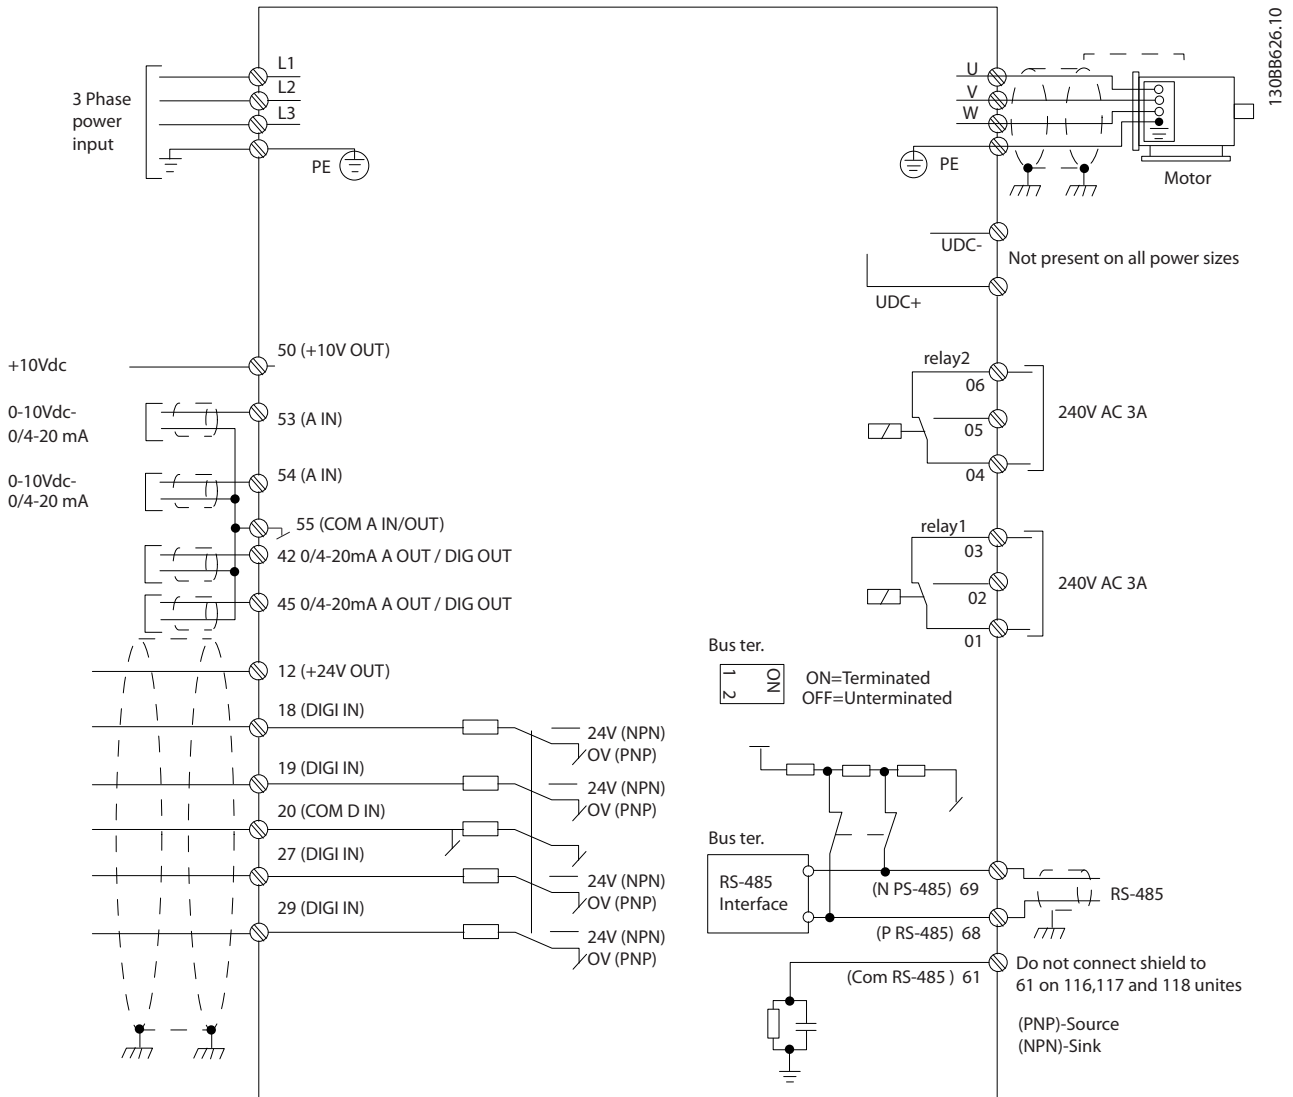 130BB626.10
3 Phase
power
input
L1
L2
L3
PE
U
V
W
PE
Motor
UDC-
Not present on all power sizes
UDC+
+10Vdc
50 (+10V OUT)
0-10Vdc-
0/4-20 mA
53 (A IN)
0-10Vdc-
0/4-20 mA
54 (A IN)
55 (COM A IN/OUT)
42 0/4-20mA A OUT / DIG OUT
45 0/4-20mA A OUT / DIG OUT
12 (+24V OUT)
18 (DIGI IN)
24V (NPN)
OV (PNP)
19 (DIGI IN)
24V (NPN)
OV (PNP)
20 (COM D IN)
27 (DIGI IN)
24V (NPN)
OV (PNP)
29 (DIGI IN)
24V (NPN)
OV (PNP)
relay2
06
05
04
240V AC 3A
relay1
03
02
01
240V AC 3A
Bus ter.
1
2
ON
ON=Terminated
OFF=Unterminated
Bus ter.
RS-485
Interface
(N PS-485) 69
RS-485
(P RS-485) 68
(Com RS-485 ) 61
Do not connect shield to
61 on 116,117 and 118 unites
(PNP)-Source
(NPN)-Sink